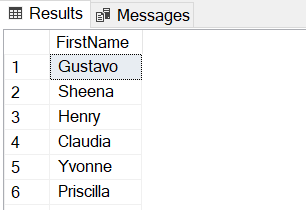 Results Messages
FirstName
1 Gustavo
2 Sheena
3 Henry
4 Claudia
5 Yvonne
6 Priscilla